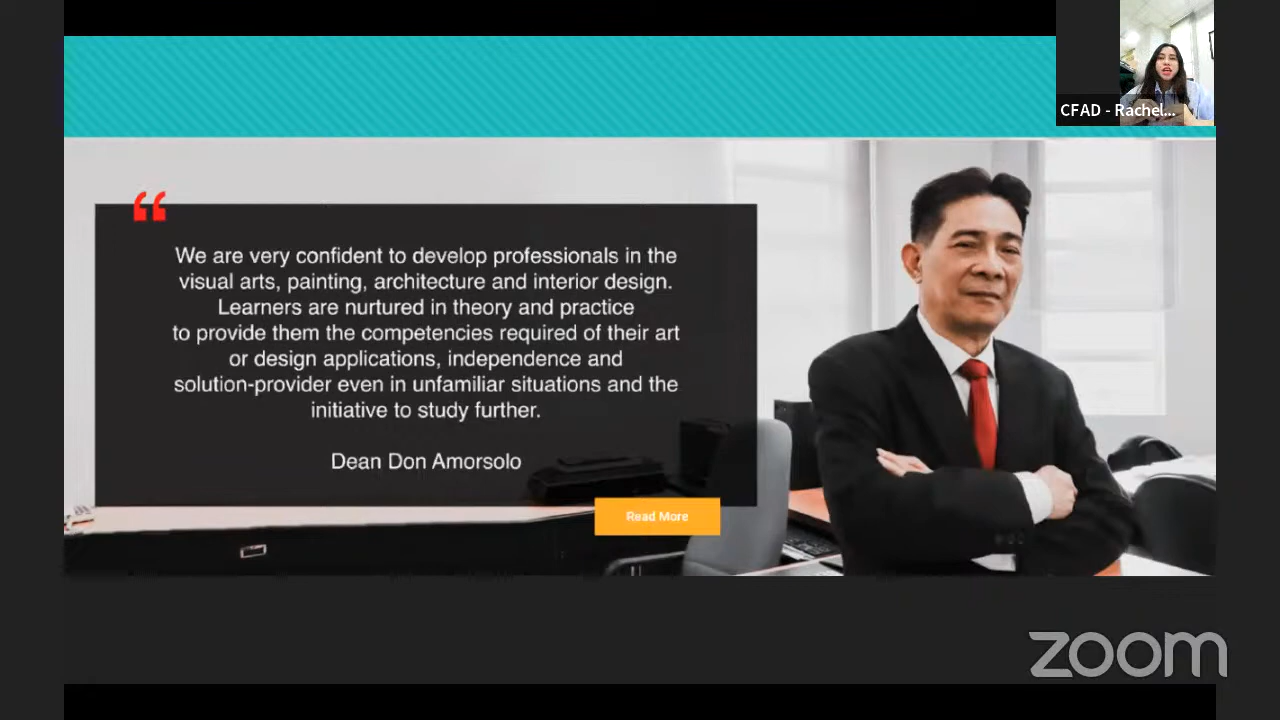 CFAD - Rachel...
“
We are very confident to develop professionals in the
visual arts, painting, architecture and interior design.
Learners are nurtured in theory and practice
to provide them the competencies required of their art
or design applications, independence and
solution-provider even in unfamiliar situations and the
initiative to study further.
Dean Don Amorsolo
Read More
zoom